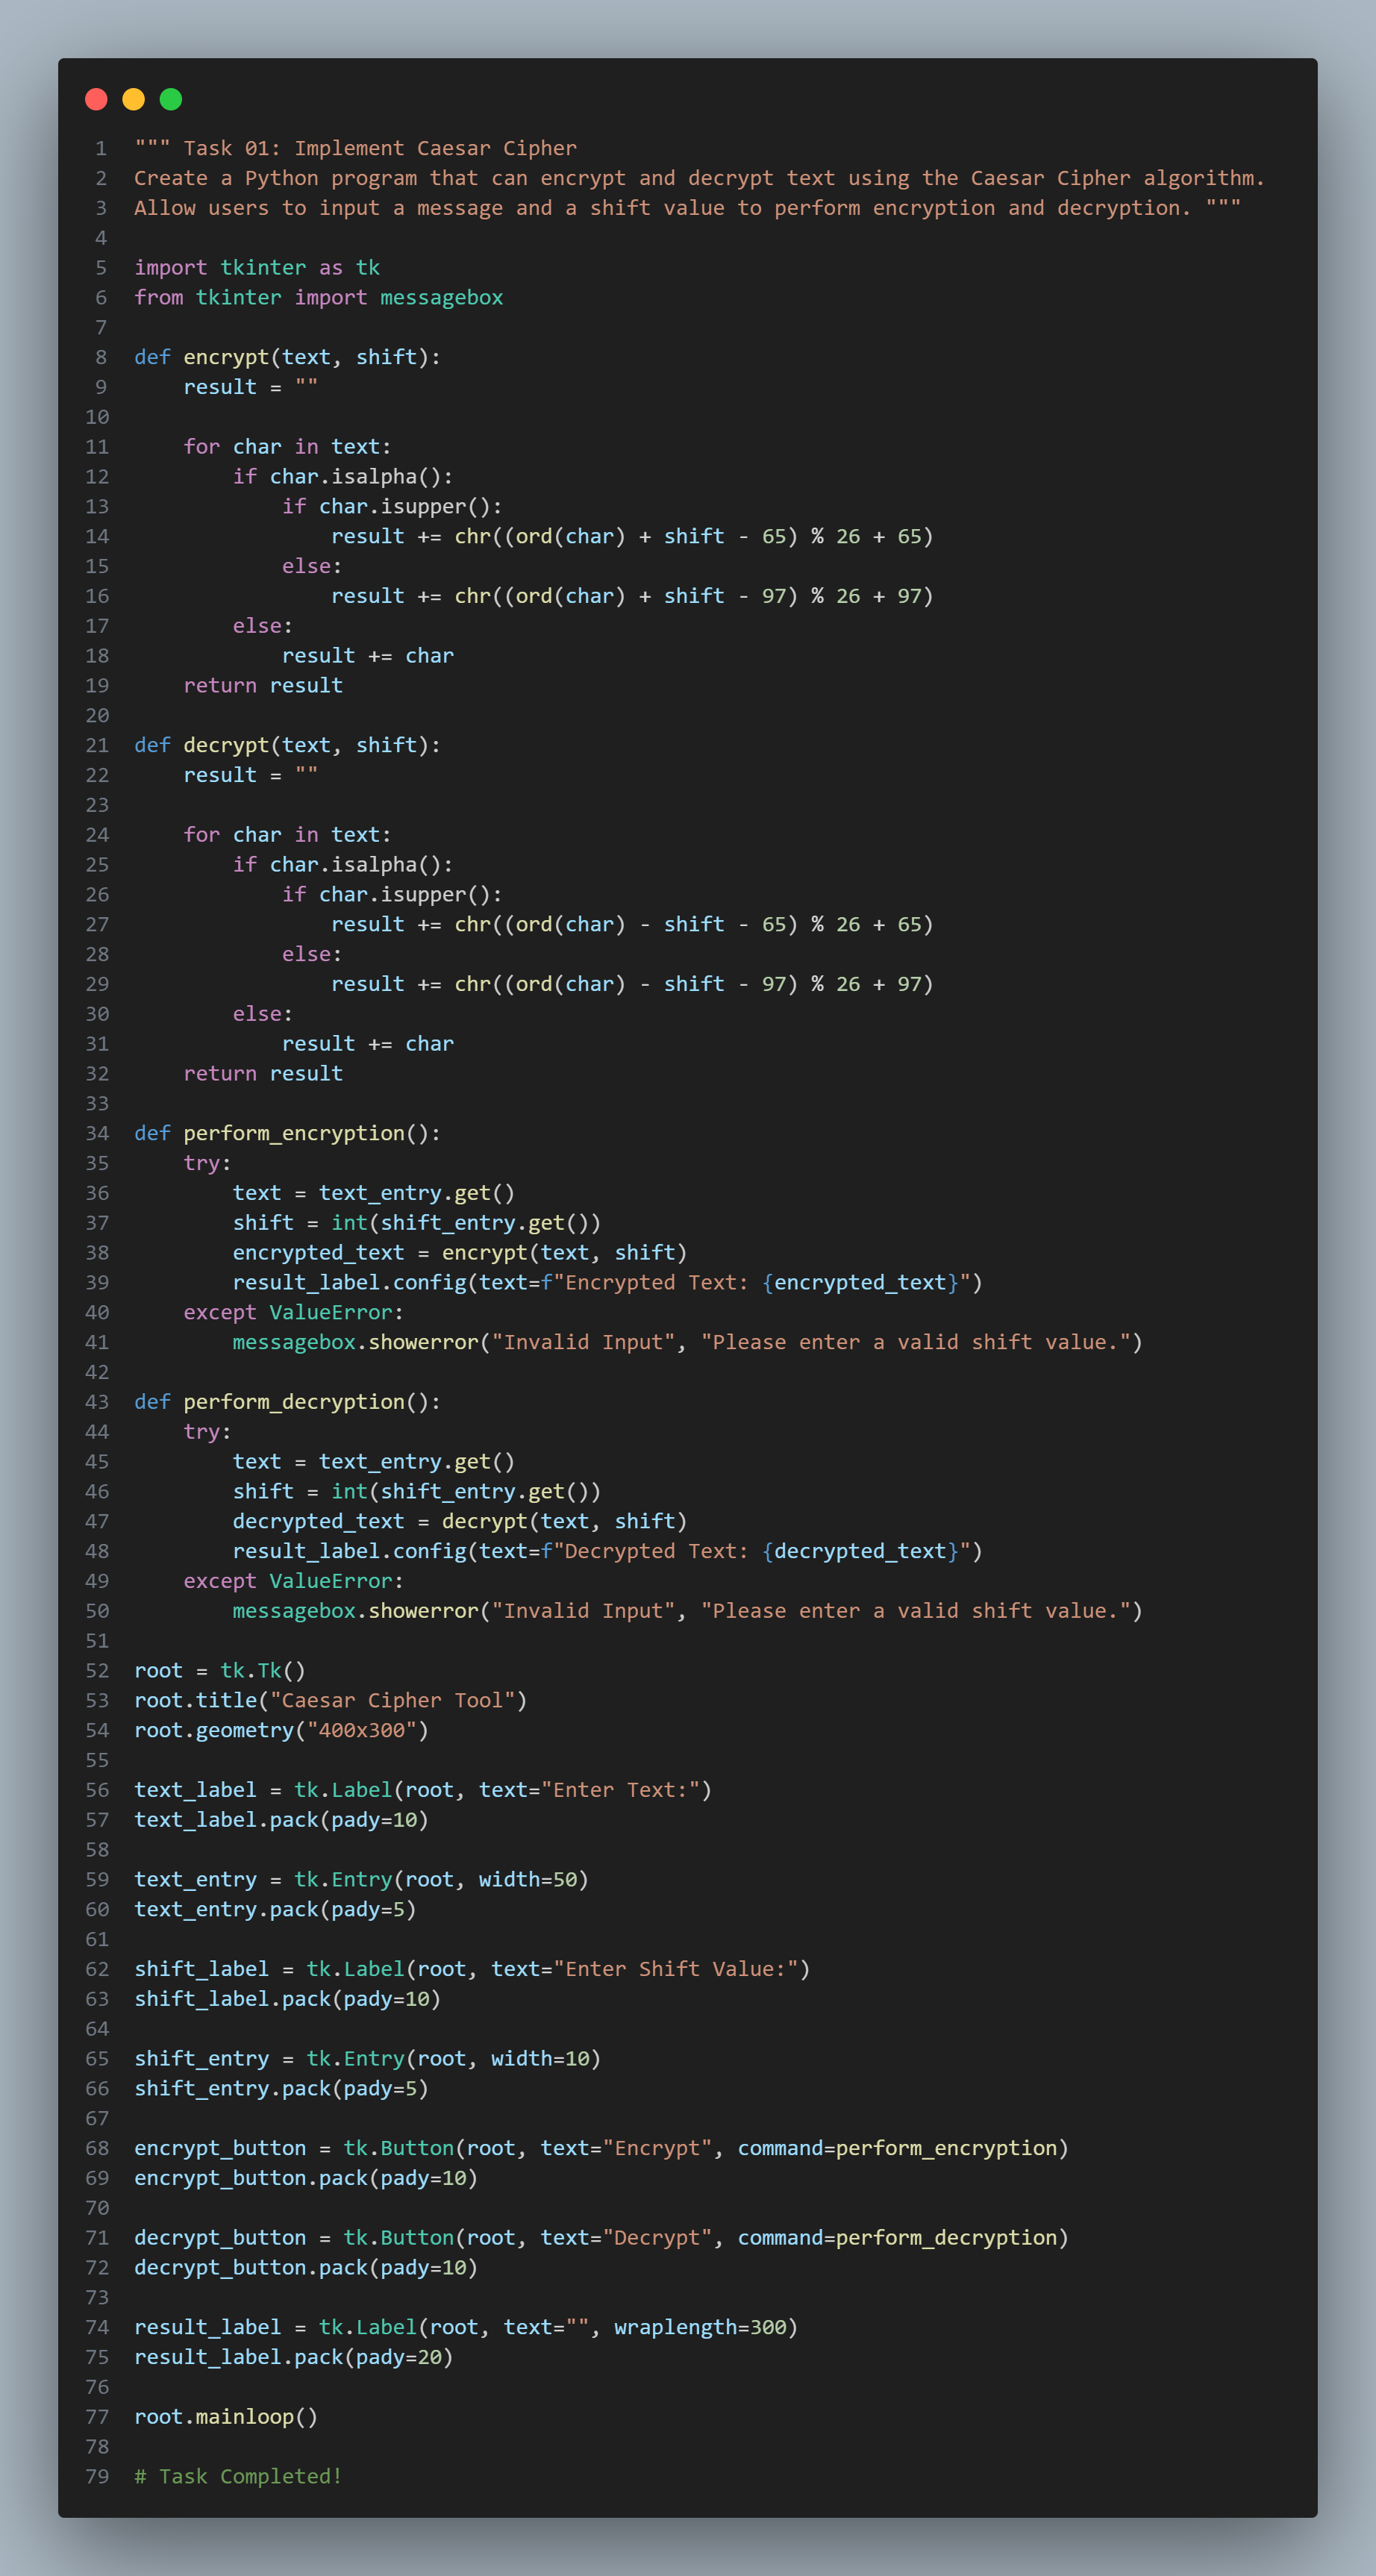 1 """ Task 01: Implement Caesar Cipher
2 Create a Python program that can encrypt and decrypt text using the Caesar Cipher algorithm.
3 Allow users to input a message and a shift value to perform encryption and decryption. """
4
5 import tkinter as tk
6 from tkinter import messagebox
7
8 def encrypt(text, shift):
9     result = ""
10
11     for char in text:
12         if char.isalpha():
13             if char.isupper():
14                 result += chr((ord(char) + shift - 65) % 26 + 65)
15             else:
16                 result += chr((ord(char) + shift - 97) % 26 + 97)
17         else:
18             result += char
19     return result
20
21 def decrypt(text, shift):
22     result = ""
23
24     for char in text:
25         if char.isalpha():
26             if char.isupper():
27                 result += chr((ord(char) - shift - 65) % 26 + 65)
28             else:
29                 result += chr((ord(char) - shift - 97) % 26 + 97)
30         else:
31             result += char
32     return result
33
34 def perform_encryption():
35     try:
36         text = text_entry.get()
37         shift = int(shift_entry.get())
38         encrypted_text = encrypt(text, shift)
39         result_label.config(text=f"Encrypted Text: {encrypted_text}")
40     except ValueError:
41         messagebox.showerror("Invalid Input", "Please enter a valid shift value.")
42
43 def perform_decryption():
44     try:
45         text = text_entry.get()
46         shift = int(shift_entry.get())
47         decrypted_text = decrypt(text, shift)
48         result_label.config(text=f"Decrypted Text: {decrypted_text}")
49     except ValueError:
50         messagebox.showerror("Invalid Input", "Please enter a valid shift value.")
51
52 root = tk.Tk()
53 root.title("Caesar Cipher Tool")
54 root.geometry("400x300")
55
56 text_label = tk.Label(root, text="Enter Text:")
57 text_label.pack(pady=10)
58
59 text_entry = tk.Entry(root, width=50)
60 text_entry.pack(pady=5)
61
62 shift_label = tk.Label(root, text="Enter Shift Value:")
63 shift_label.pack(pady=10)
64
65 shift_entry = tk.Entry(root, width=10)
66 shift_entry.pack(pady=5)
67
68 encrypt_button = tk.Button(root, text="Encrypt", command=perform_encryption)
69 encrypt_button.pack(pady=10)
70
71 decrypt_button = tk.Button(root, text="Decrypt", command=perform_decryption)
72 decrypt_button.pack(pady=10)
73
74 result_label = tk.Label(root, text="", wraplength=300)
75 result_label.pack(pady=20)
76
77 root.mainloop()
78
79 # Task Completed!